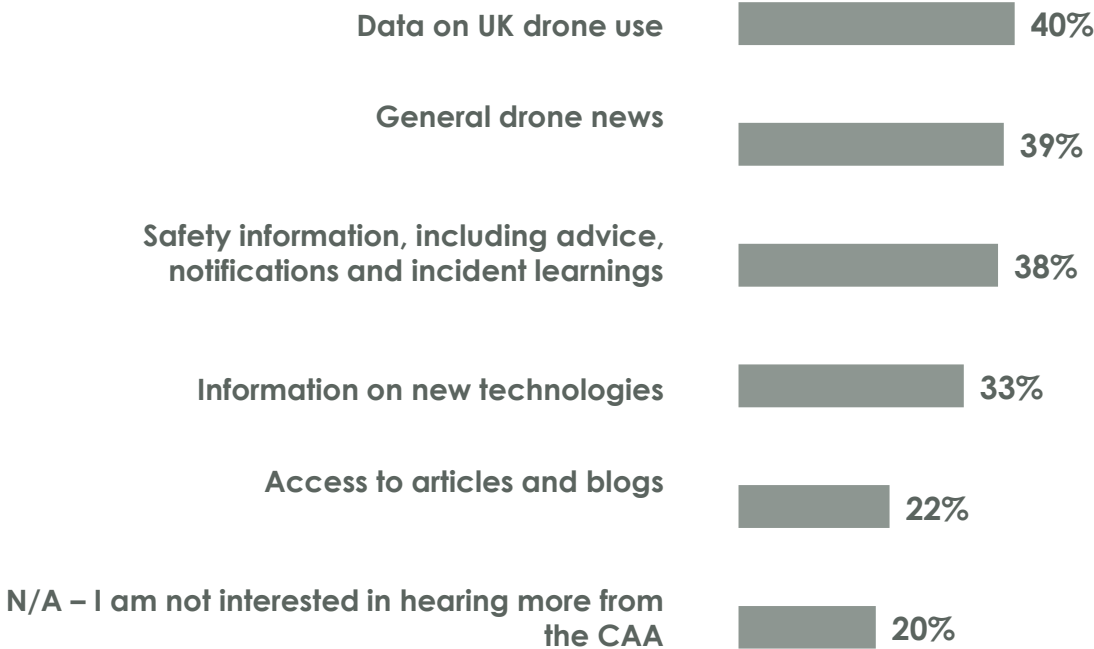 Data on UK drone use
40%
General drone news
39%
Safety information, including advice,
notifications and incident learnings
38%
Information on new technologies
33%
Access to articles and blogs
22%
N/A – I am not interested in hearing more from
the CAA
20%